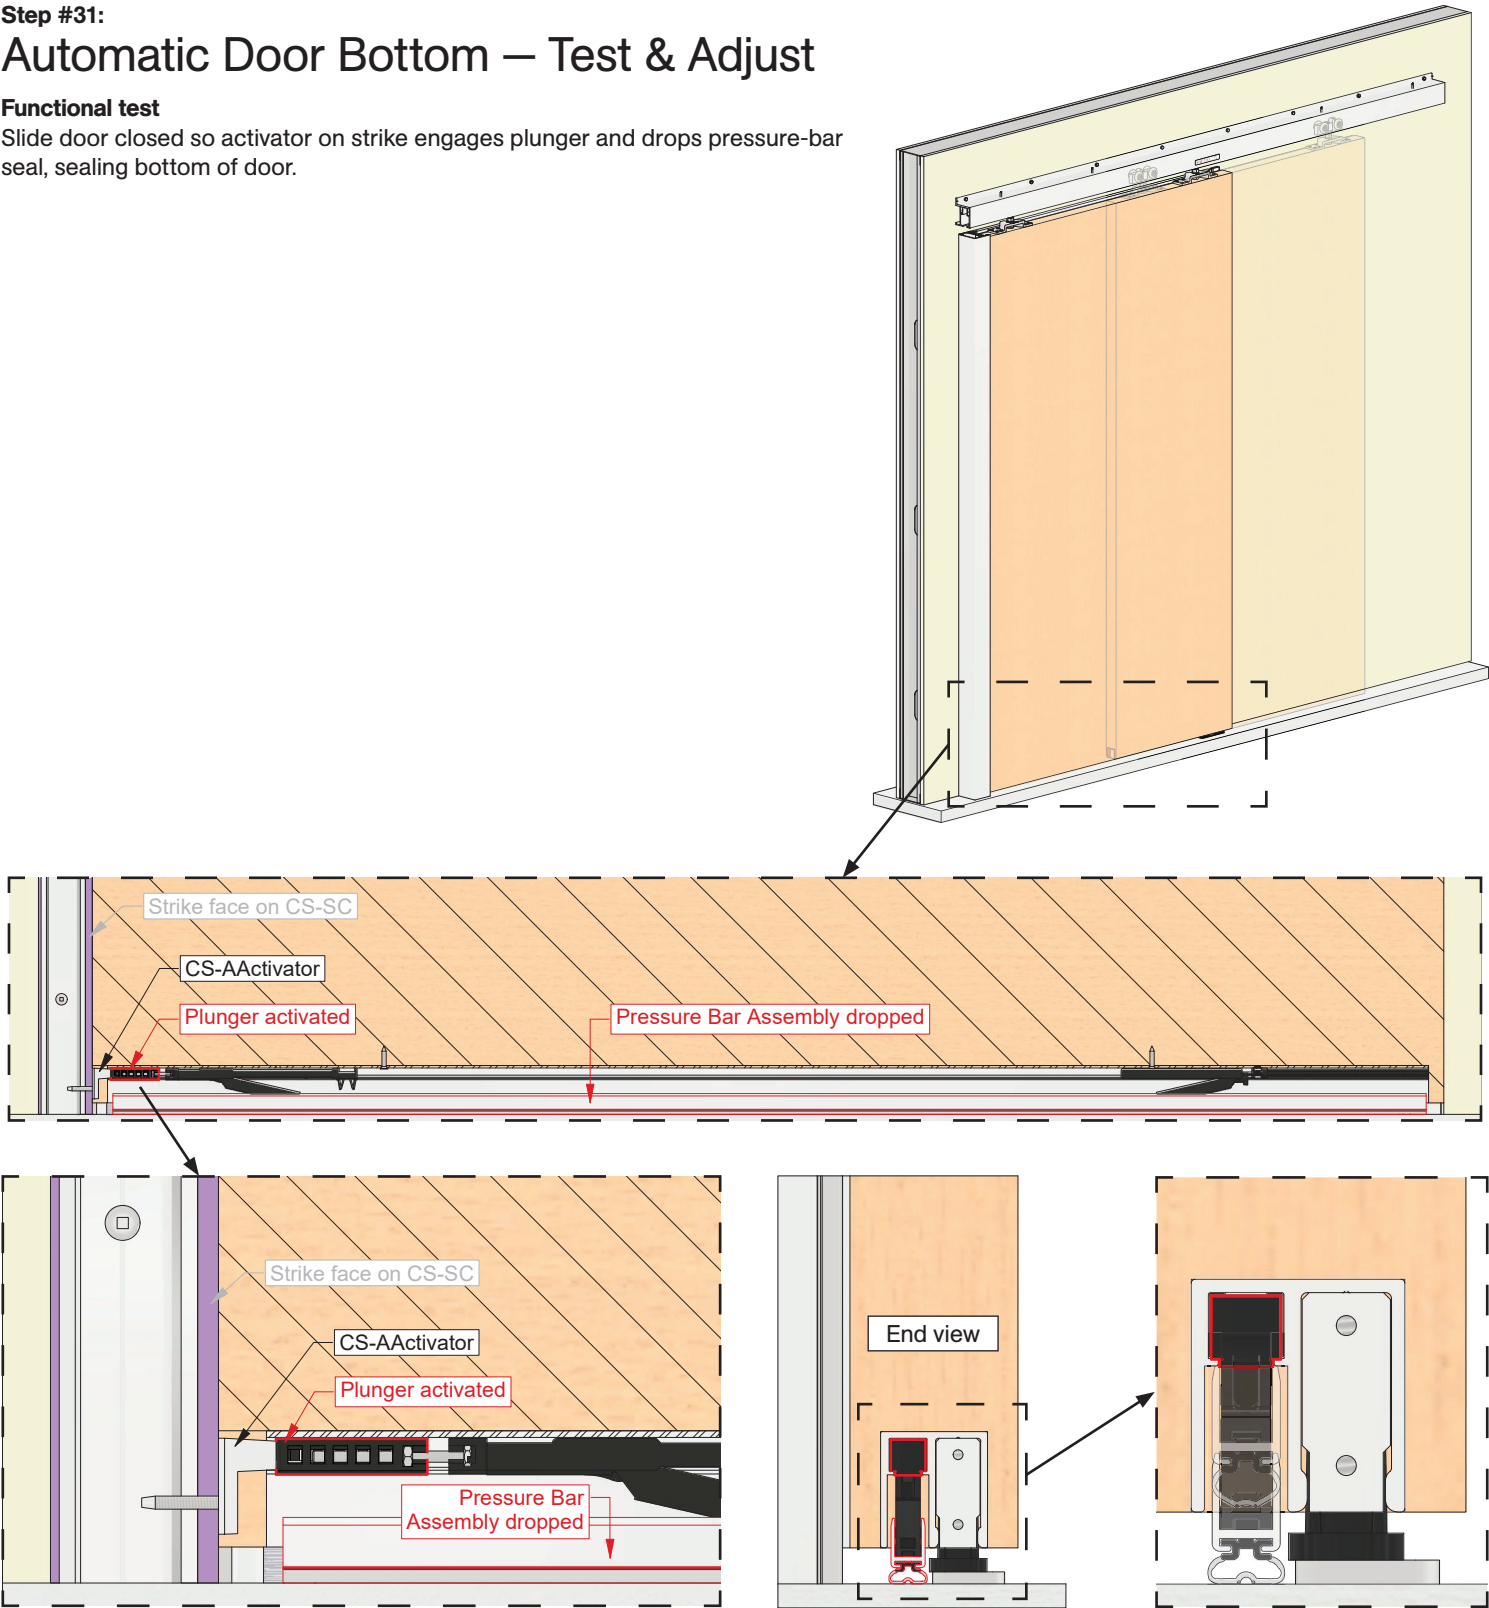 Step #31:
Automatic Door Bottom — Test & Adjust
Functional test
Slide door closed so activator on strike engages plunger and drops pressure-bar
seal, sealing bottom of door.
Strike face on CS-SC
CS-AActivator
Plunger activated
Pressure Bar Assembly dropped
Strike face on CS-SC
CS-AActivator
Plunger activated
Pressure Bar
Assembly dropped
End view